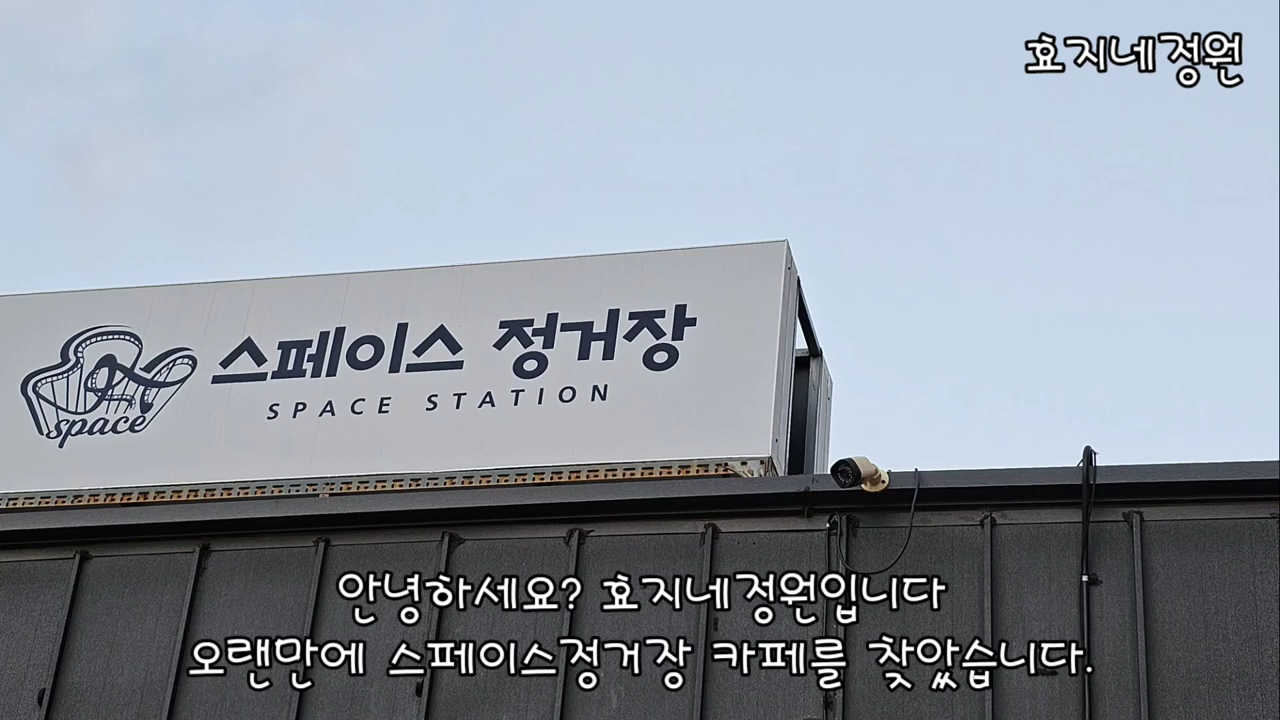 효지네정원
스페이스 정거장
SPACE STATION
space
안녕하세요? 효지네정원입니다
오랜만에 스페이스정거장 카페를 찾았습니다.